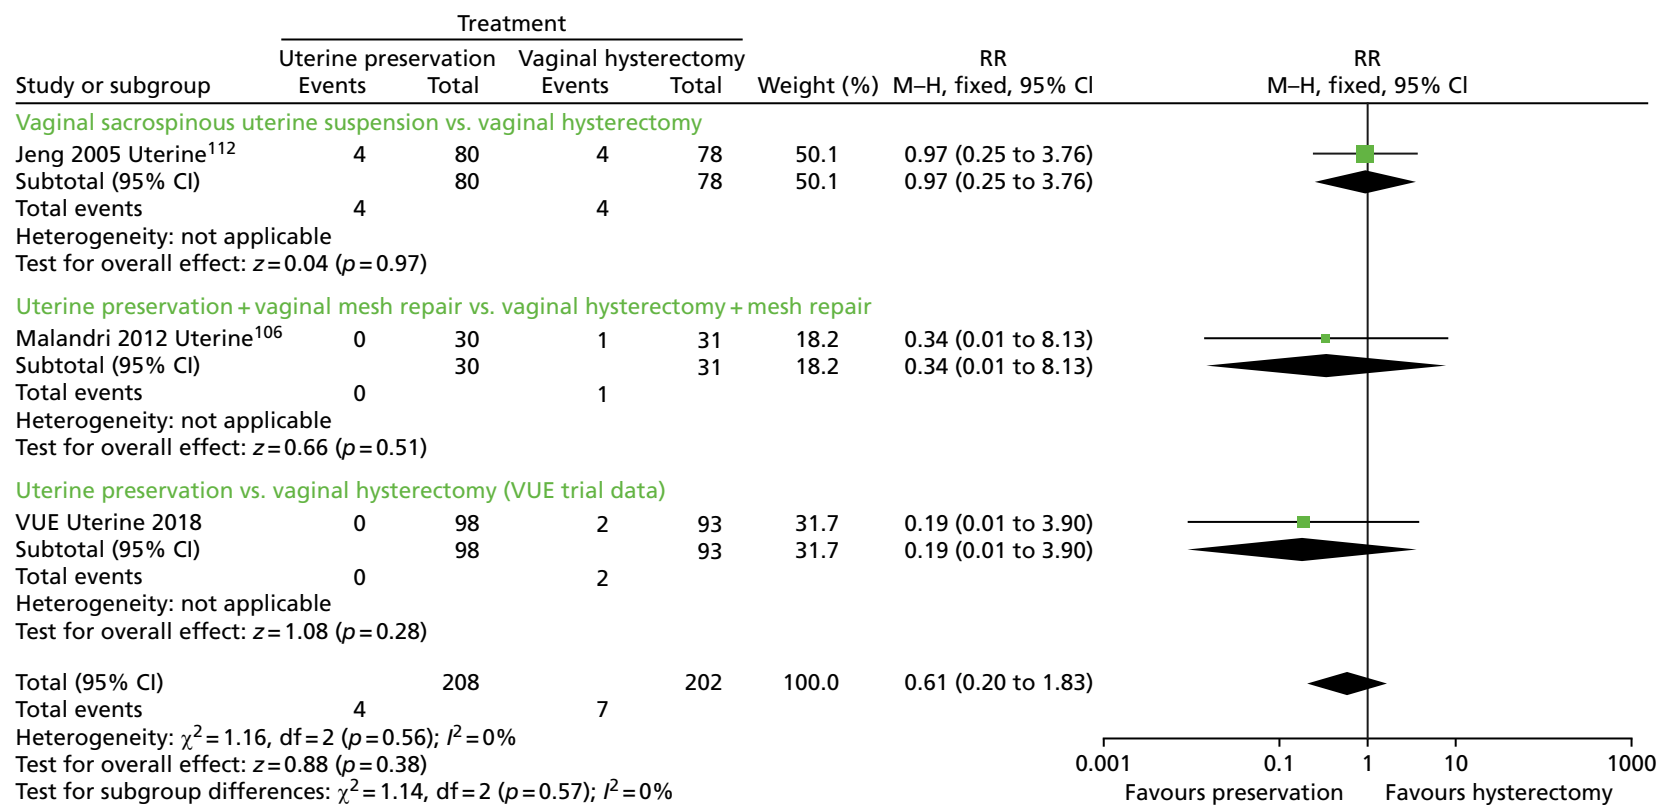 Treatment
Uterine preservation Vaginal hysterectomy RR RR
Study or subgroup Events Total Events Total Weight (%) M–H, fixed, 95% CI M–H, fixed, 95% CI
Vaginal sacrospinous uterine suspension vs. vaginal hysterectomy
Jeng 2005 Uterine112 4 80 4 78 50.1 0.97 (0.25 to 3.76)
Subtotal (95% CI) 80 78 50.1 0.97 (0.25 to 3.76)
Total events 4 4
Heterogeneity: not applicable
Test for overall effect: z=0.04 (p=0.97)
Uterine preservation+vaginal mesh repair vs. vaginal hysterectomy+mesh repair
Malandri 2012 Uterine106 0 30 1 31 18.2 0.34 (0.01 to 8.13)
Subtotal (95% CI) 30 31 18.2 0.34 (0.01 to 8.13)
Total events 0 1
Heterogeneity: not applicable
Test for overall effect: z=0.66 (p=0.51)
Uterine preservation vs. vaginal hysterectomy (VUE trial data)
VUE Uterine 2018 0 98 2 93 31.7 0.19 (0.01 to 3.90)
Subtotal (95% CI) 98 93 31.7 0.19 (0.01 to 3.90)
Total events 0 2
Heterogeneity: not applicable
Test for overall effect: z=1.08 (p=0.28)
Total (95% CI) 208 202 100.0 0.61 (0.20 to 1.83)
Total events 4 7
Heterogeneity: χ2=1.16, df=2 (p=0.56); I2=0%
Test for overall effect: z=0.88 (p=0.38)
Test for subgroup differences: χ2=1.14, df=2 (p=0.57); I2=0%
0.001 0.1 1 10 1000
Favours preservation Favours hysterectomy